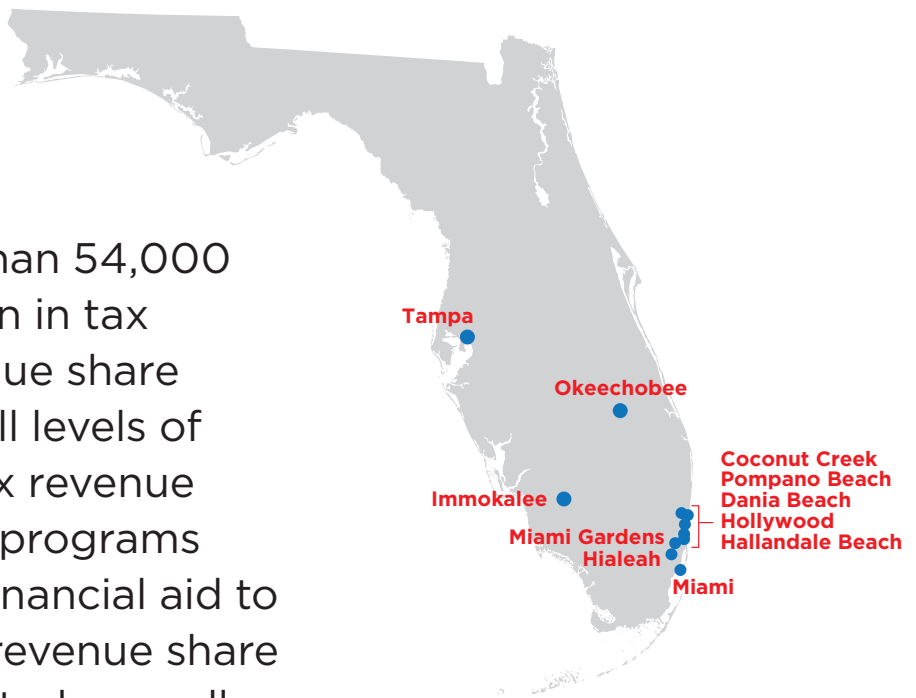 han 54,000
n in tax
ue share
ll levels of
x revenue
programs
nancial aid to
revenue share
Tampa
Okeechobee
Immokalee
Coconut Creek
Pompano Beach
Dania Beach
Hollywood
Hallandale Beach
Miami Gardens
Hialeah
Miami